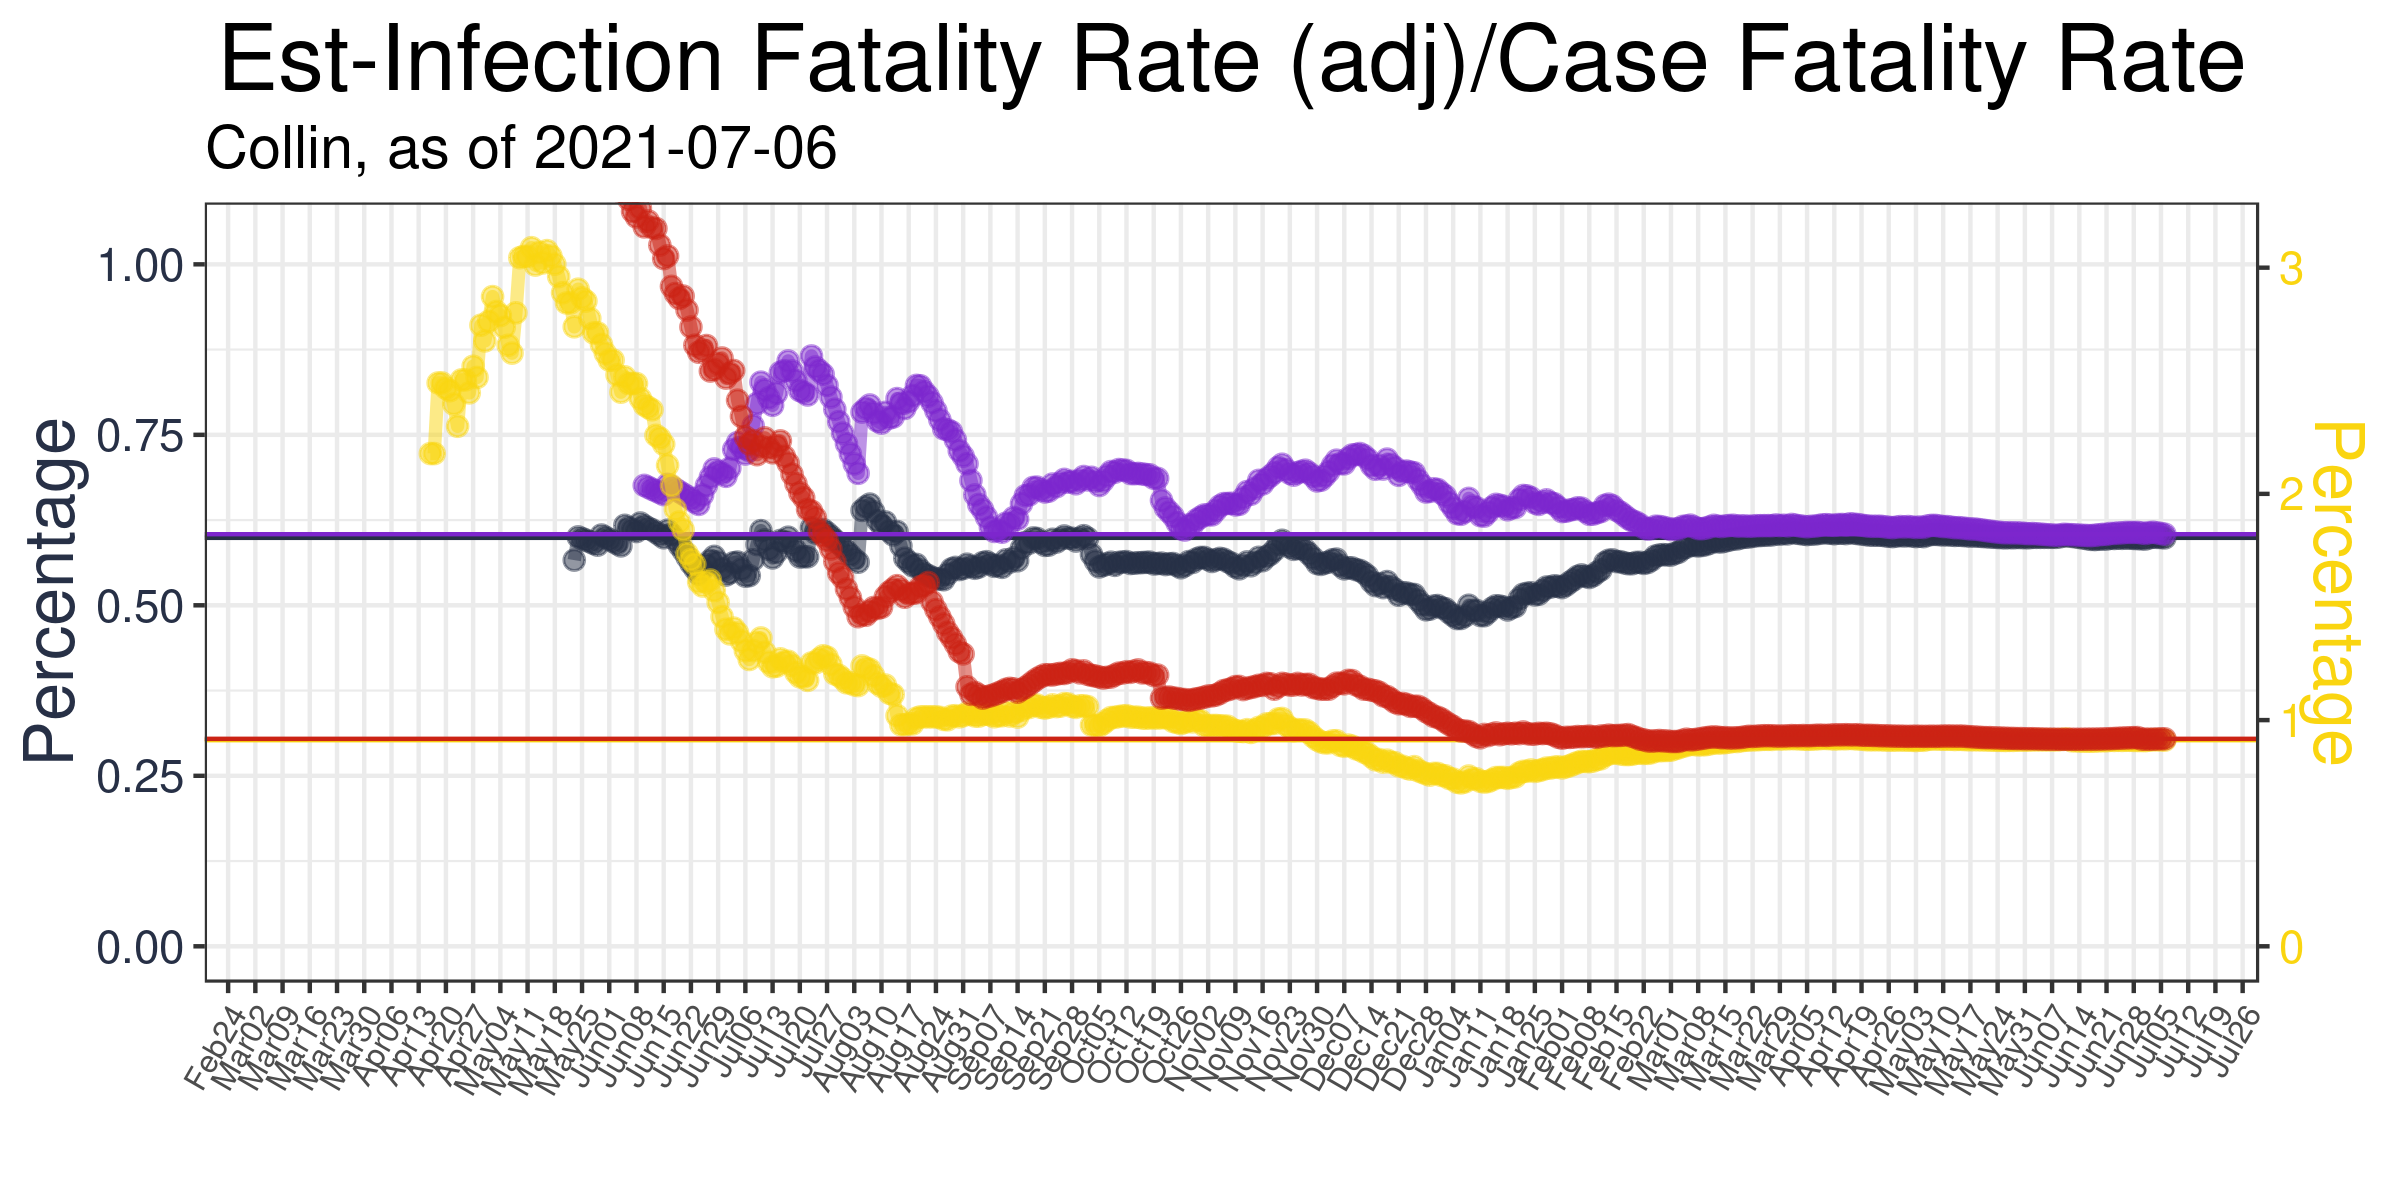 Est-Infection Fatality Rate (adj)/Case Fatality Rate
Collin, as of 2021-07-06
Percentage
1.00
0.75
0.50
0.25
0.00
3
2
1
0
Percentage
Feb24
Mar02
Mar09
Mar16
Mar23
Mar30
Apr06
Apr13
Apr20
Apr27
May04
May11
May18
May25
Jun01
Jun08
Jun15
Jun22
Jun29
Jul06
Jul13
Jul20
Jul27
Aug03
Aug10
Aug17
Aug24
Aug31
Sep07
Sep14
Sep21
Sep28
Oct05
Oct12
Oct19
Oct26
Nov02
Nov09
Nov16
Nov23
Nov30
Dec07
Dec14
Dec21
Dec28
Jan04
Jan11
Jan18
Jan25
Feb01
Feb08
Feb15
Feb22
Mar01
Mar08
Mar15
Mar22
Mar29
Apr05
Apr12
Apr19
Apr26
May03
May10
May17
May24
May31
Jun07
Jun14
Jun21
Jun28
Jul05
Jul12
Jul19
Jul26